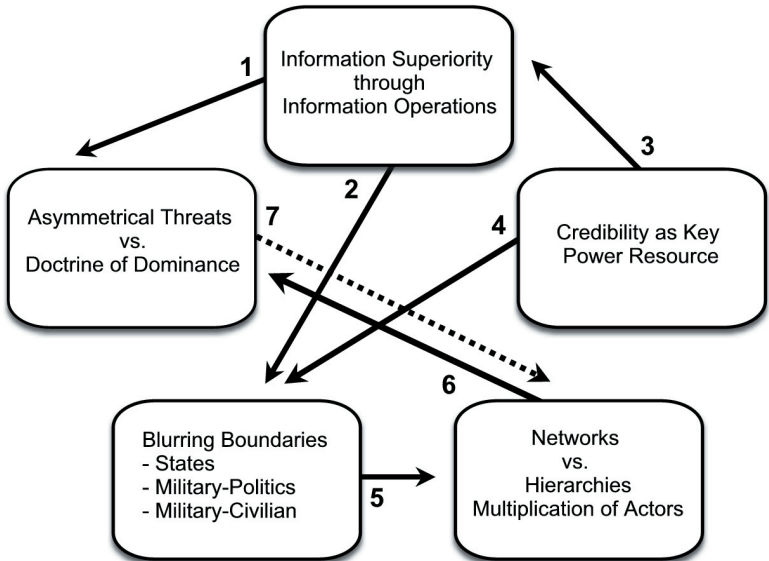 Information Superiority
through
Information Operations
1
2
3
Asymmetrical Threats
vs.
Doctrine of Dominance
7
4
Credibility as Key
Power Resource
6
Blurring Boundaries
- States
- Military-Politics
- Military-Civilian
5
Networks
vs.
Hierarchies
Multiplication of Actors